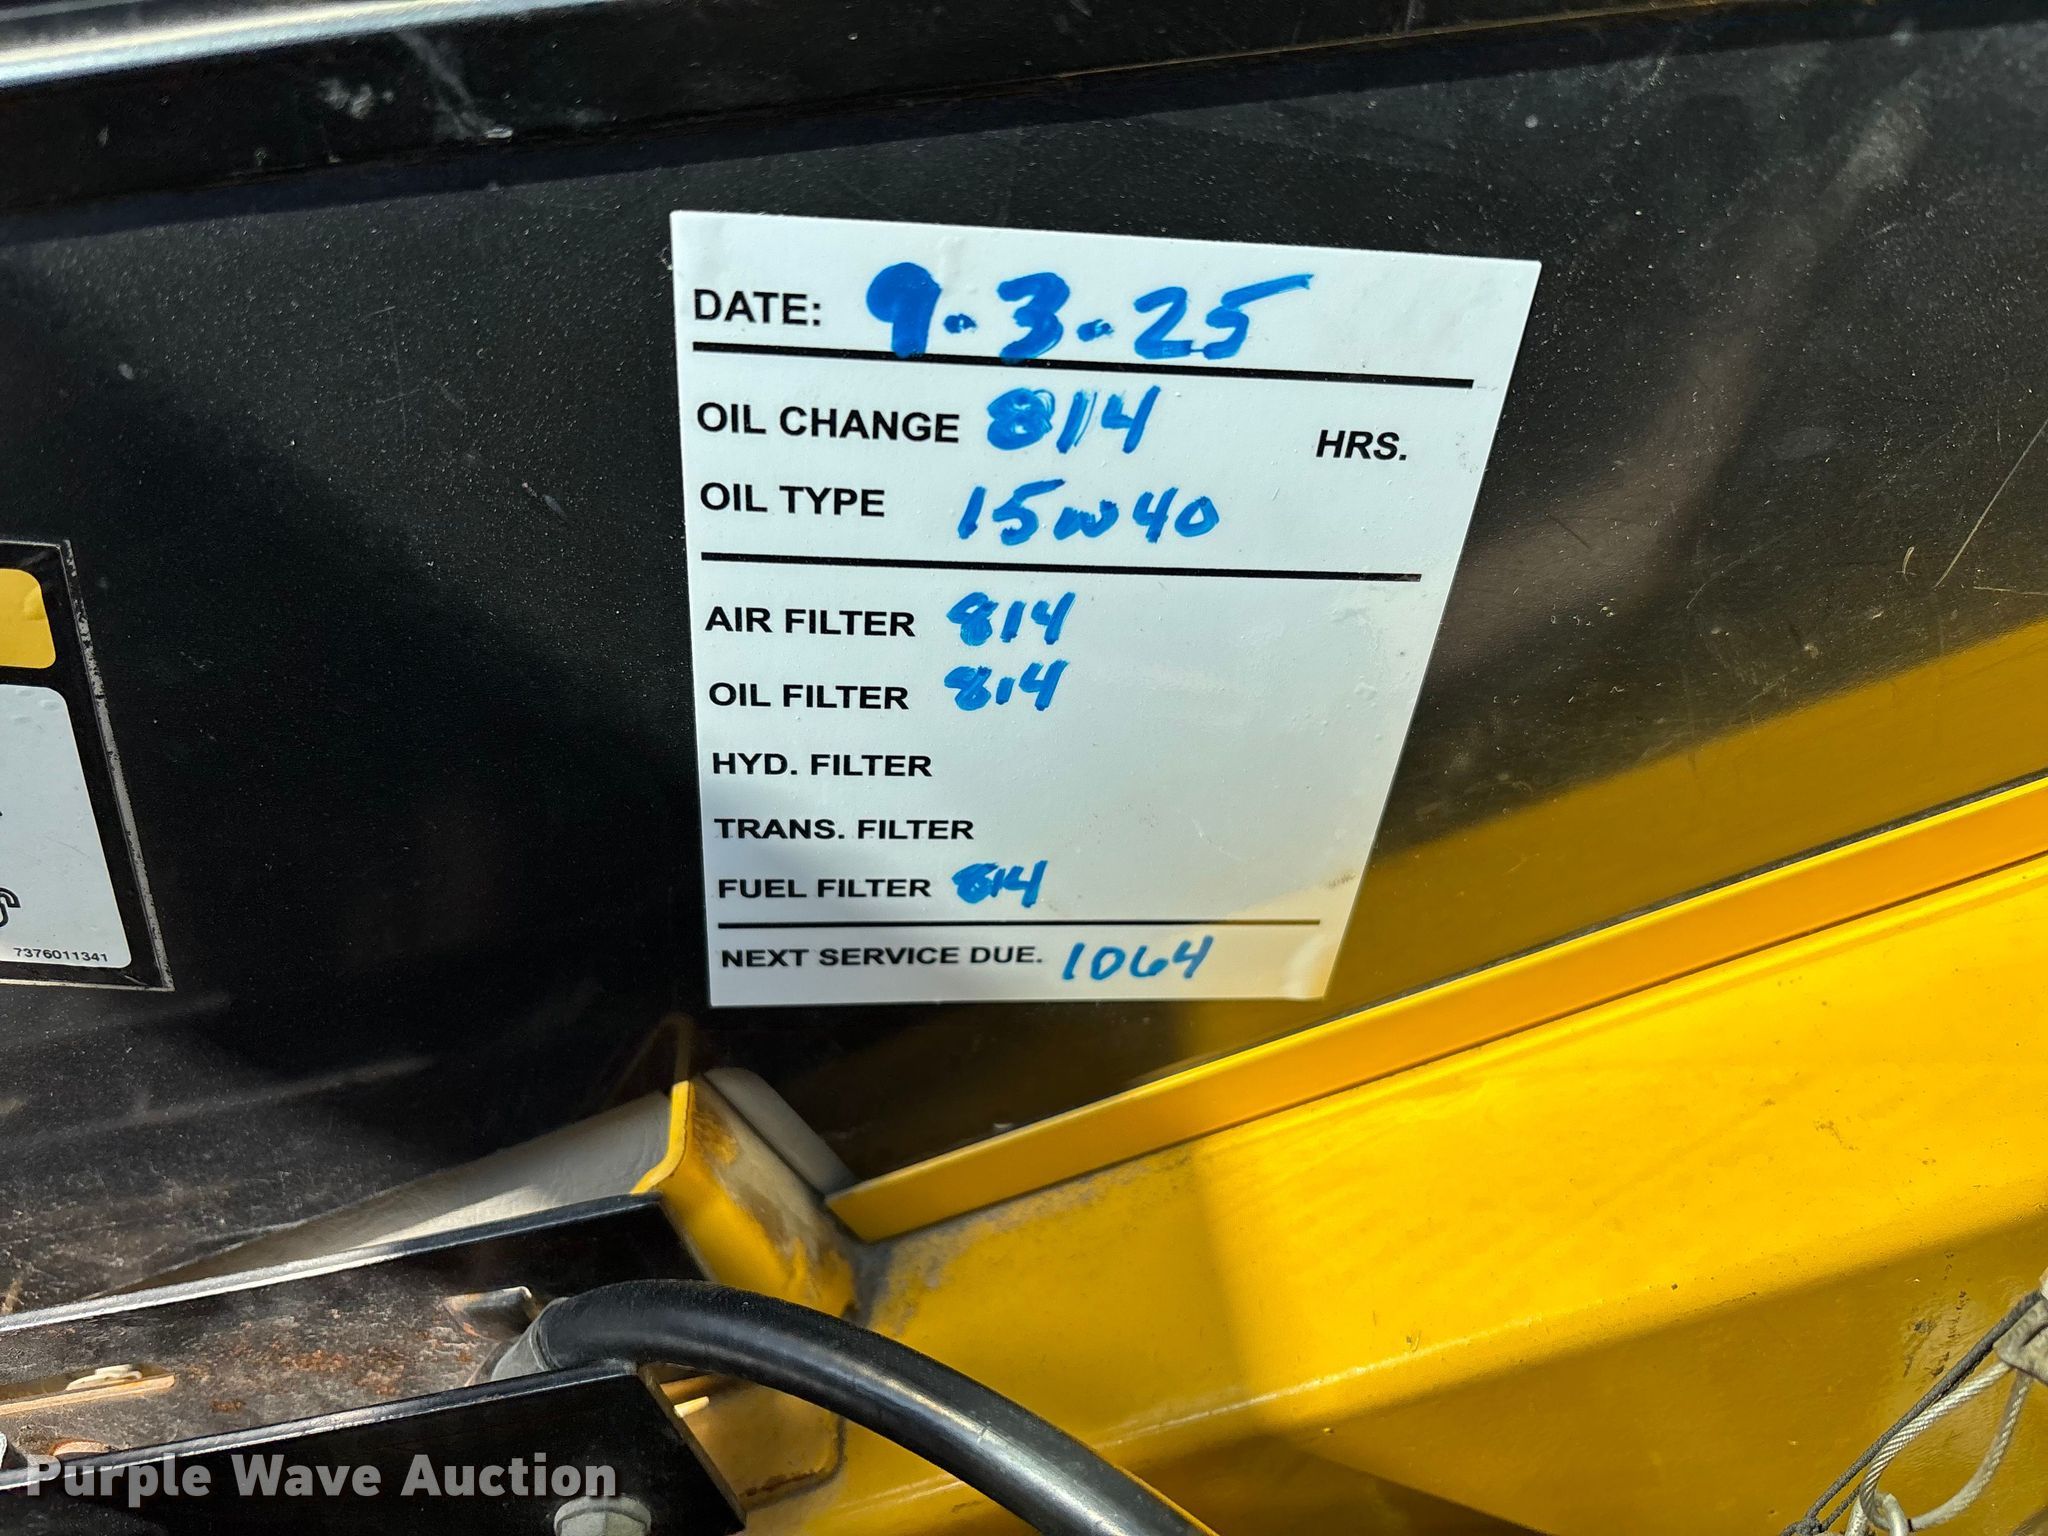 DATE: 9-3-25
OIL CHANGE 814 HRS.
OIL TYPE 15w40
AIR FILTER 814
OIL FILTER 814
HYD. FILTER
TRANS. FILTER
FUEL FILTER 814
NEXT SERVICE DUE. 1064
7376011341
Purple Wave Auction